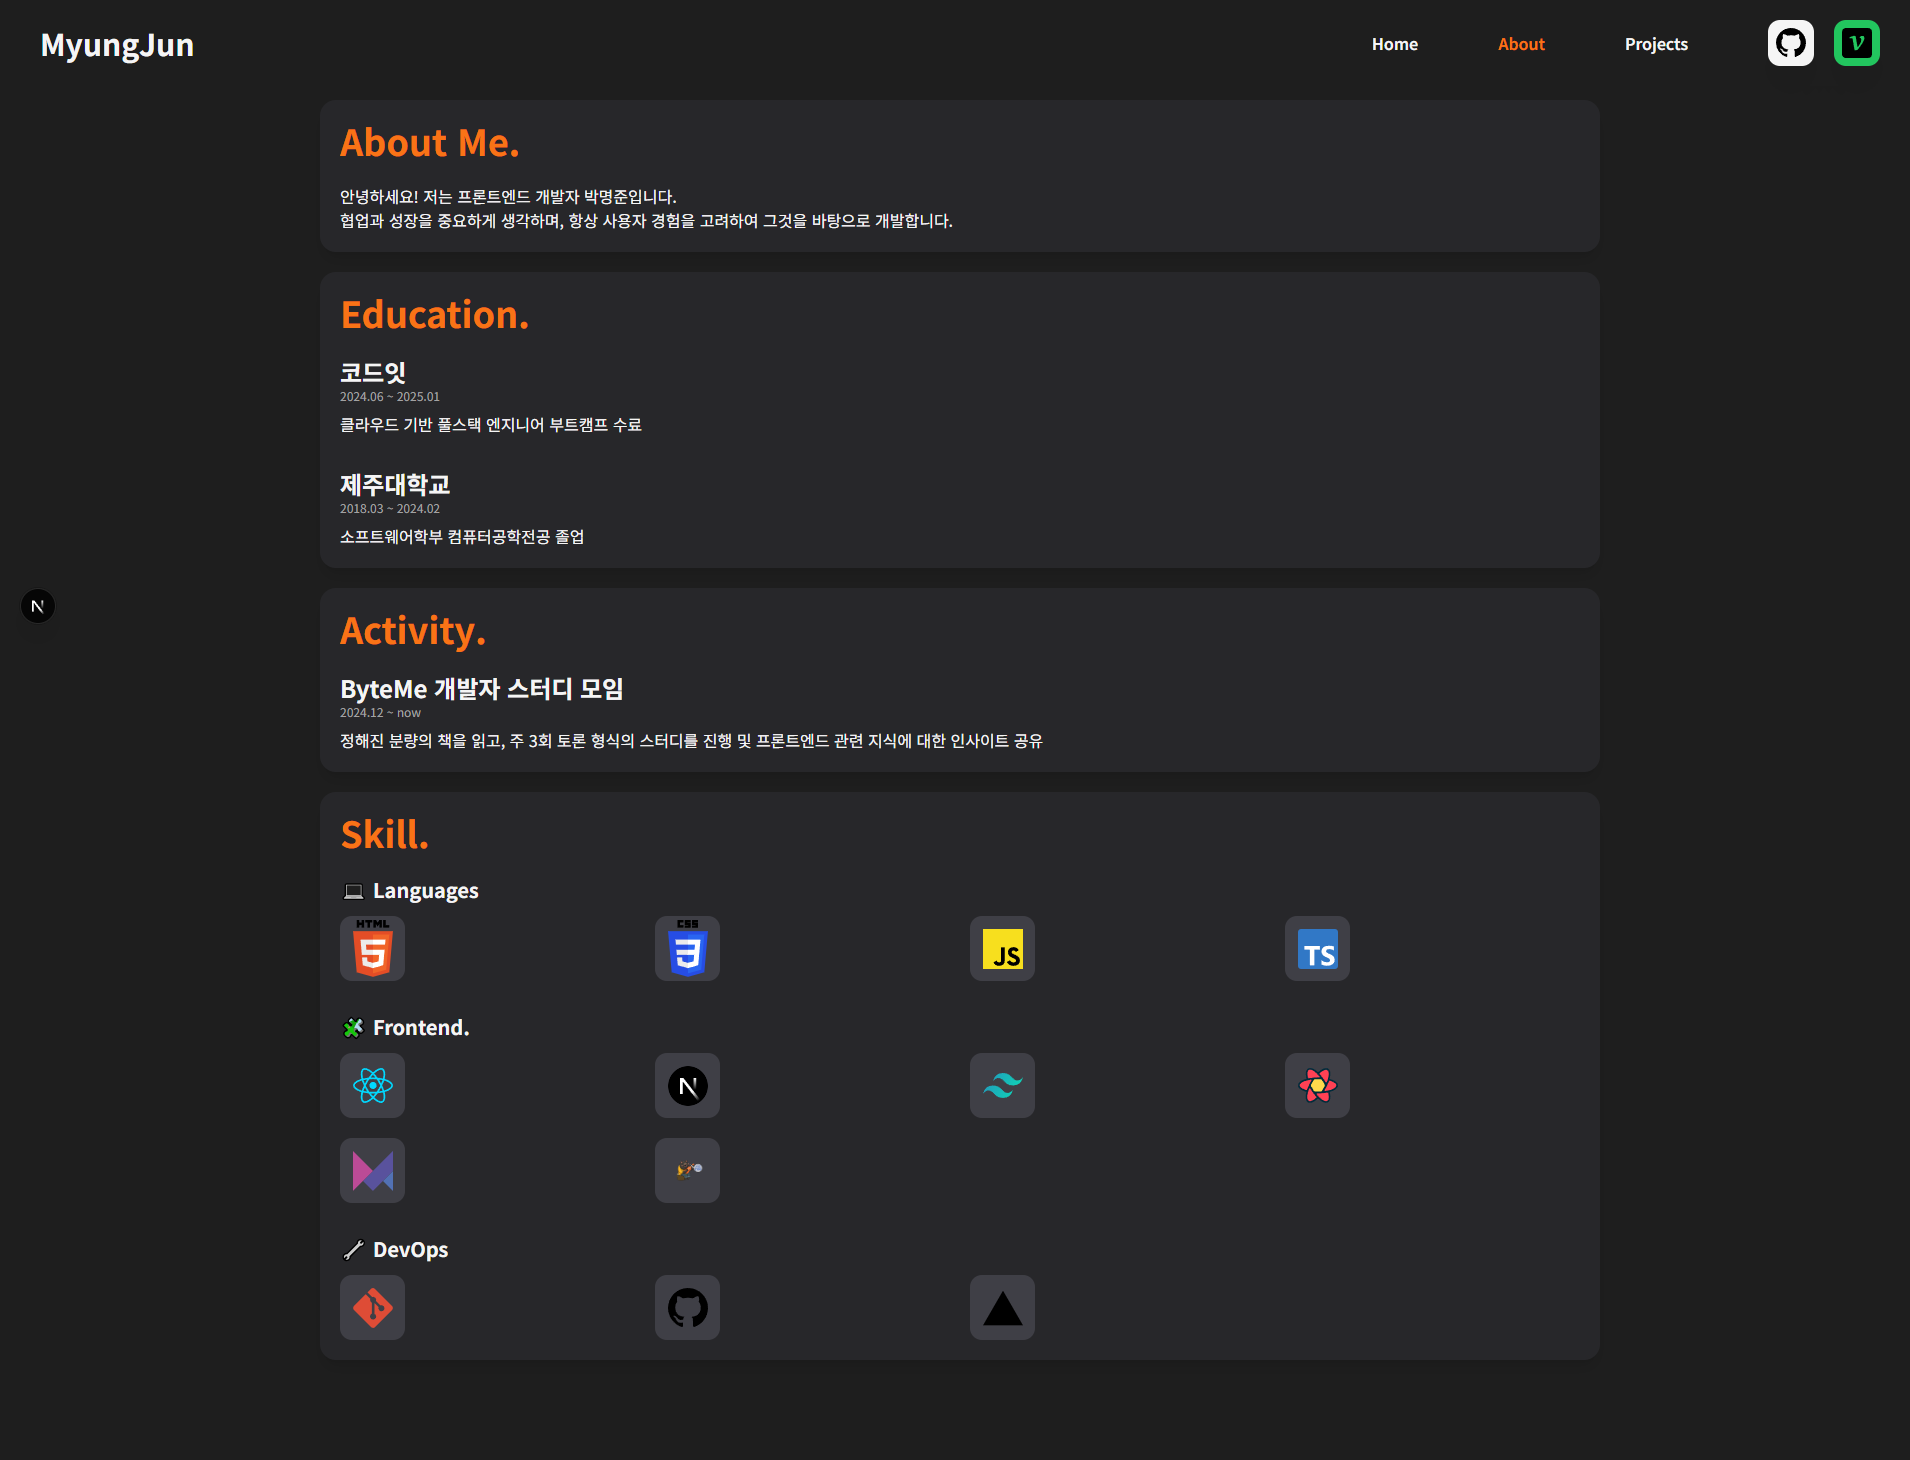 MyungJun
Home
About
Projects
v
About Me.
안녕하세요! 저는 프론트엔드 개발자 박명준입니다.
협업과 성장을 중요하게 생각하며, 항상 사용자 경험을 고려하여 그것을 바탕으로 개발합니다.
Education.
코드잇
2024.06 ~ 2025.01
클라우드 기반 풀스택 엔지니어 부트캠프 수료
제주대학교
2018.03 ~ 2024.02
소프트웨어학부 컴퓨터공학전공 졸업
N
Activity.
ByteMe 개발자 스터디 모임
2024.12 ~ now
정해진 분량의 책을 읽고, 주 3회 토론 형식의 스터디를 진행 및 프론트엔드 관련 지식에 대한 인사이트 공유
Skill.
Languages
HTML
5
CSS
3
JS
TS
Frontend.
N
DevOps